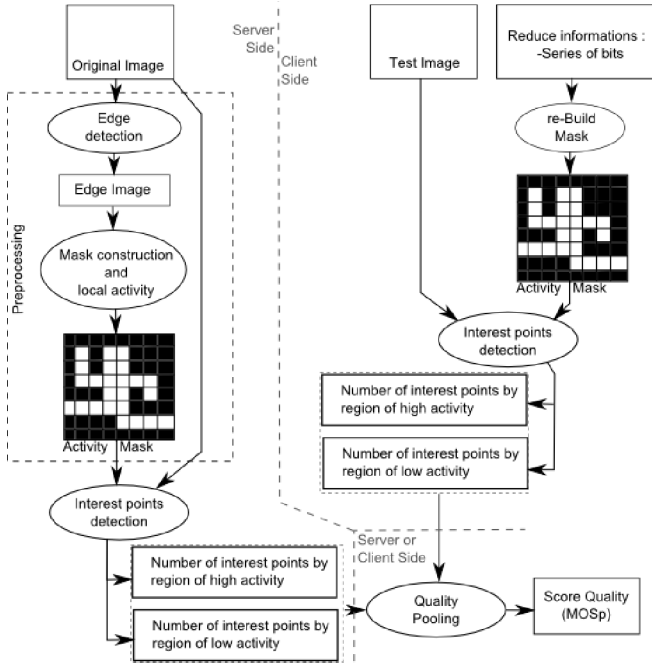 Original Image
Server
Side
Client
Side
Test Image
Reduce informations :
-Series of bits
Preprocessing
Edge
detection
Edge Image
Mask construction
and
local activity
Activity Mask
Interest points
detection
Number of interest points by
region of high activity
Number of interest points by
region of low activity
re-Build
Mask
Activity Mask
Interest points
detection
Number of interest points by
region of high activity
Number of interest points by
region of low activity
Server or
Client Side
Quality
Pooling
Score Quality
(MOSp)